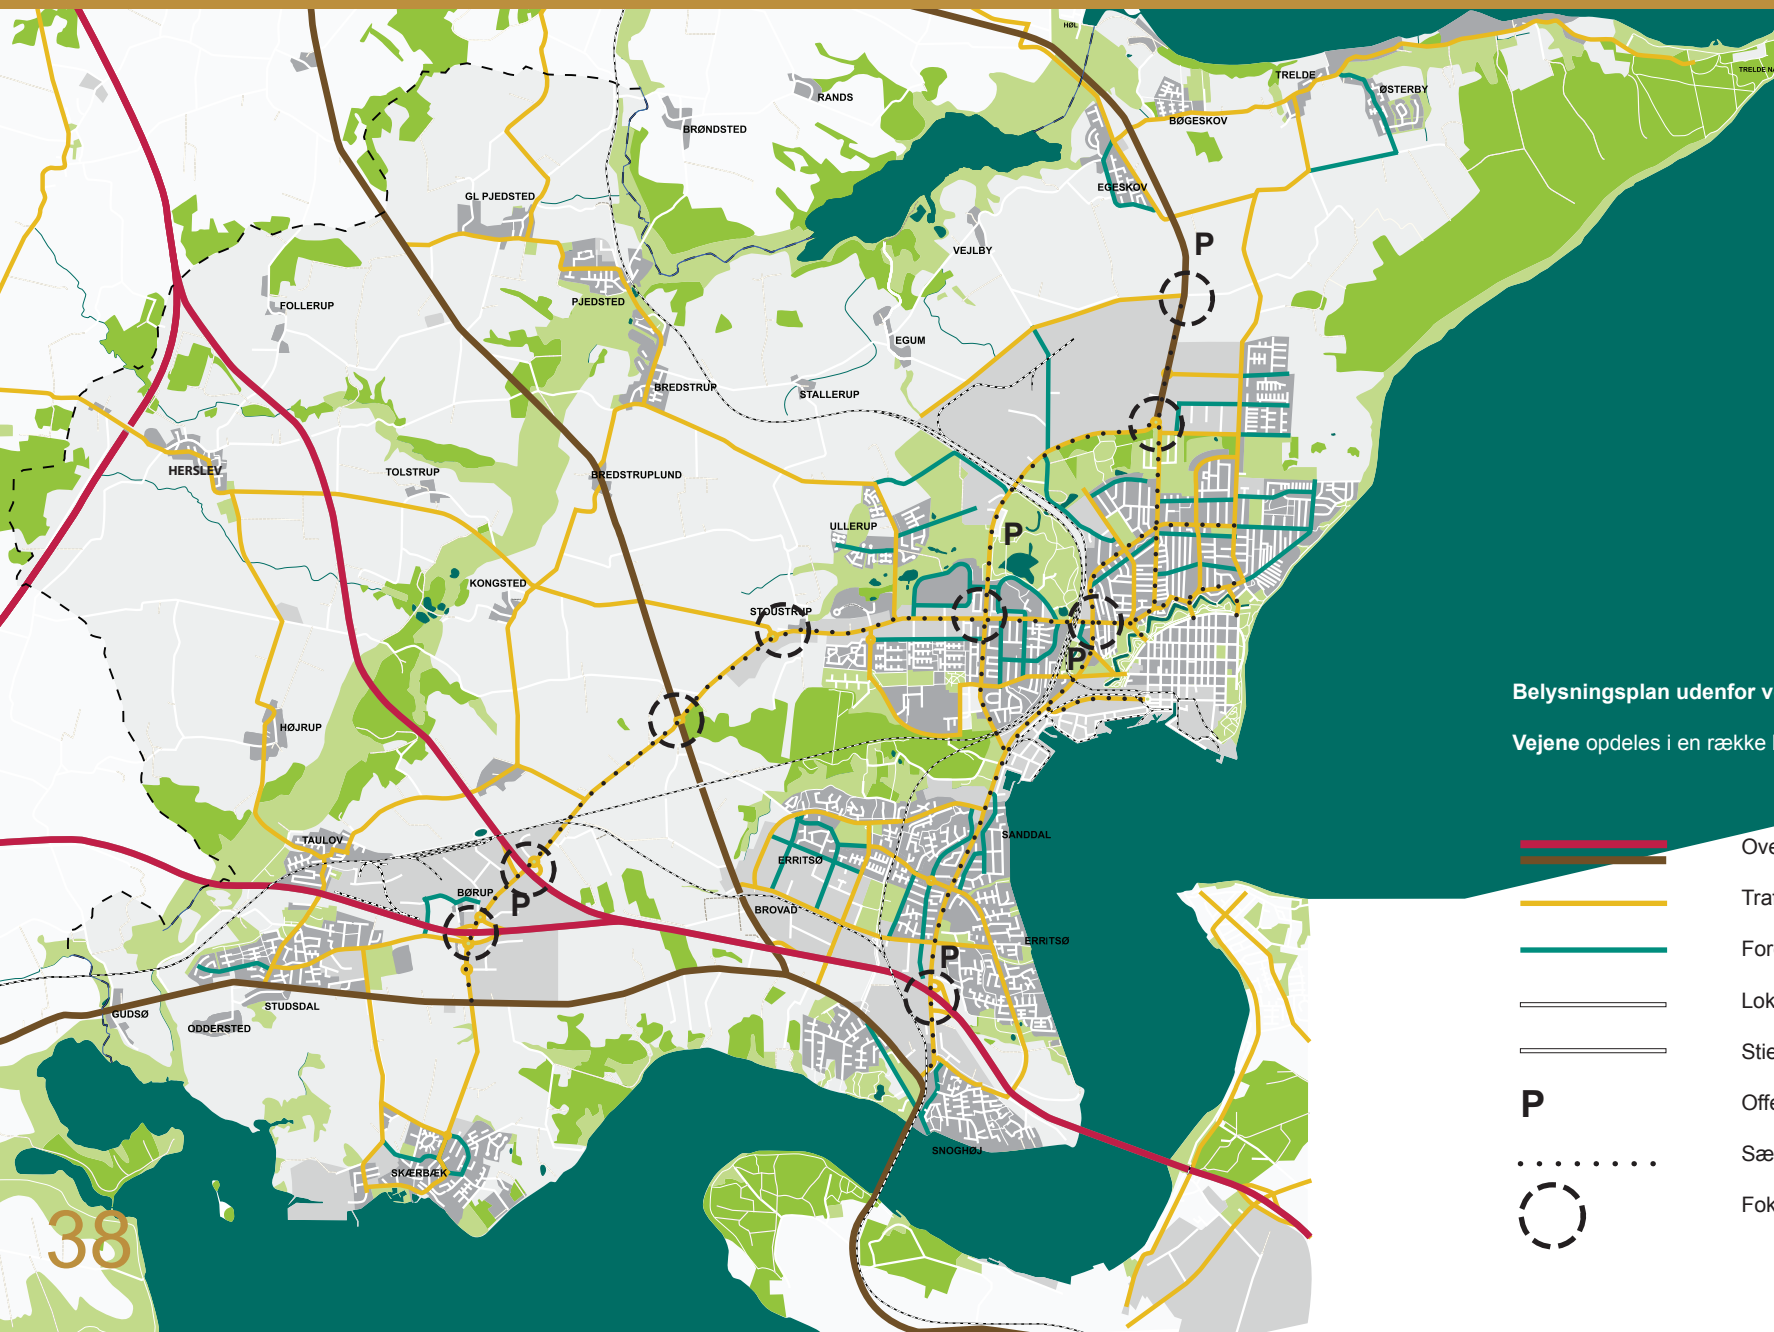 HØL
TRELDE
ØSTERBY
RANDS
BØGESKOV
BRØNDSTED
EGESKOV
GL PJEDSTED
P
VEJLBY
PJEDSTED
FOLLERUP
EGUM
BREDSTRUP
STALLERUP
HERSLEV
TOLSTRUP
BREDSTRUPLUND
ULLERUP
P
KONGSTED
STOUSTRUP
P
HØJRUP
Belysningsplan udenfor v
Vejene opdeles i en række
SANDDAL
TAULOV
ERRITSØ
BØRUP
P
BROVAD
ERRITSØ
P
STUDSDAL
GUDSØ
ODDERSTED
SNOGHØJ
SKÆRBÆK
Ove
Traf
For
Lok
Stie
P
Offe
Sæ
Fok
38